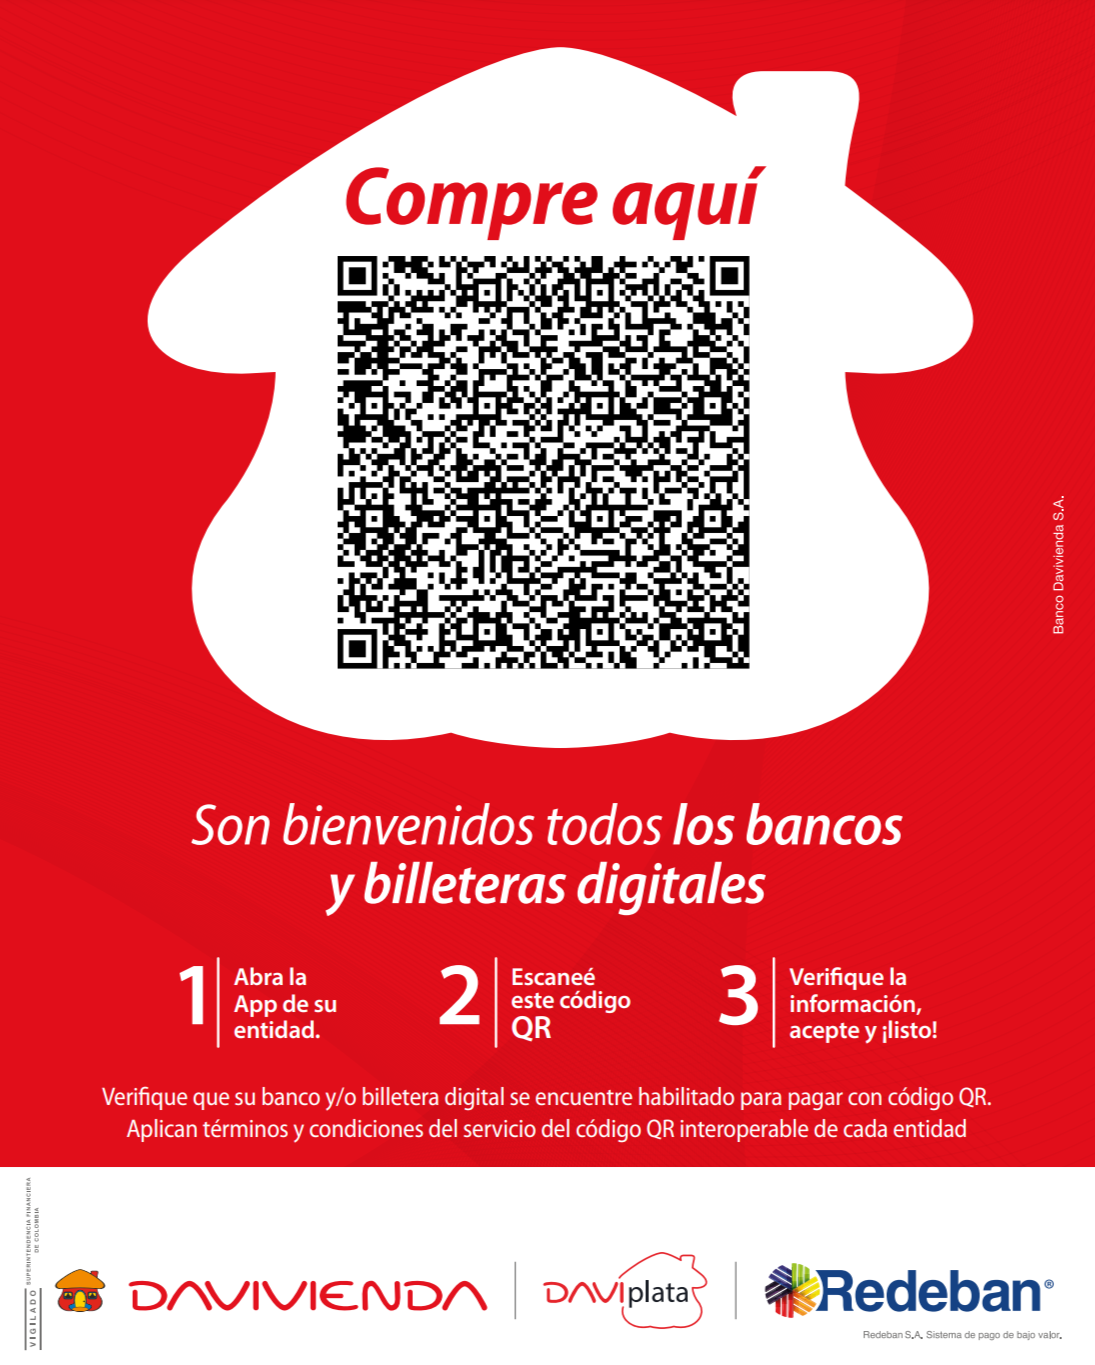 Compre aquí
Banco Davivienda S.A.
Son bienvenidos todos los bancos
y billeteras digitales
1
Abra la
App de su
entidad.
2
Escaneé
este código
QR
3
Verifique la
información,
acepte y ¡listo!
Verifique que su banco y/o billetera digital se encuentre habilitado para pagar con código QR.
Aplican términos y condiciones del servicio del código QR interoperable de cada entidad
VIGILADO
SUPERINTENDENCIA FINANCIERA
DE COLOMBIA
DAVIVIENDA
DAVIplata
Redeban®
Redeban S.A. Sistema de pago de bajo valor.